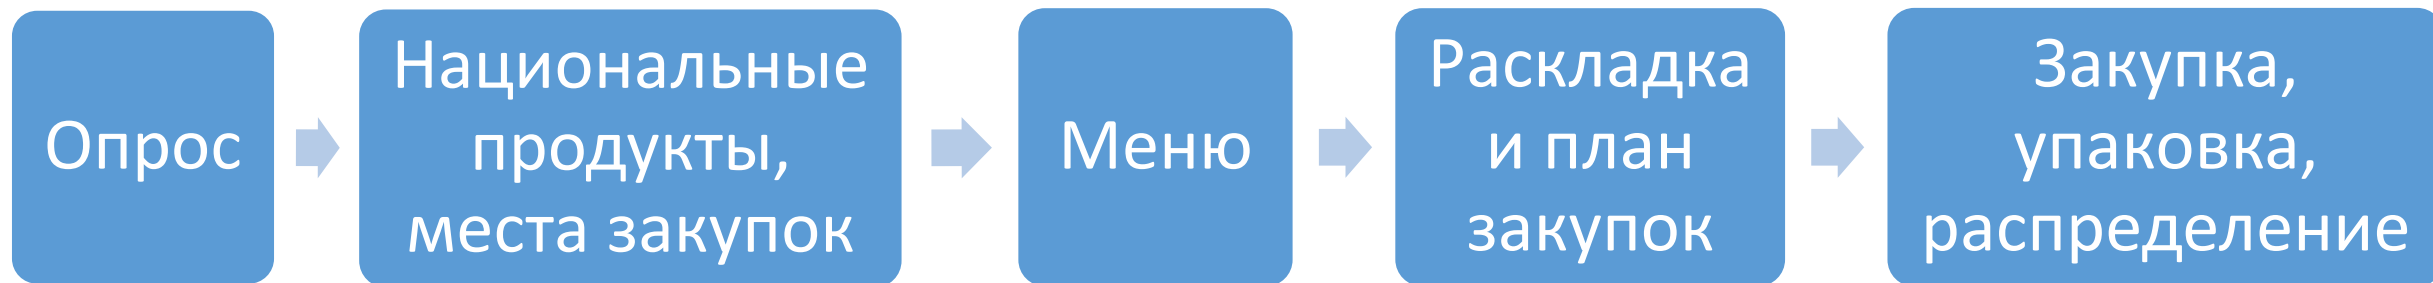 Опрос
Национальные
продукты,
места закупок
Меню
Раскладка
и план
закупок
Закупка,
упаковка,
распределение